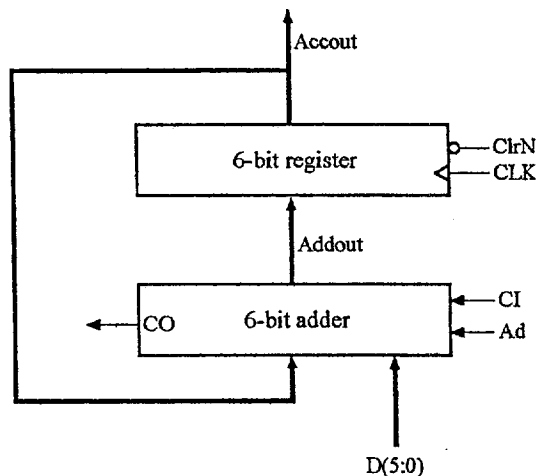 Accout
6-bit register
ClrN
CLK
Addout
CO
6-bit adder
CI
Ad
D(5:0)